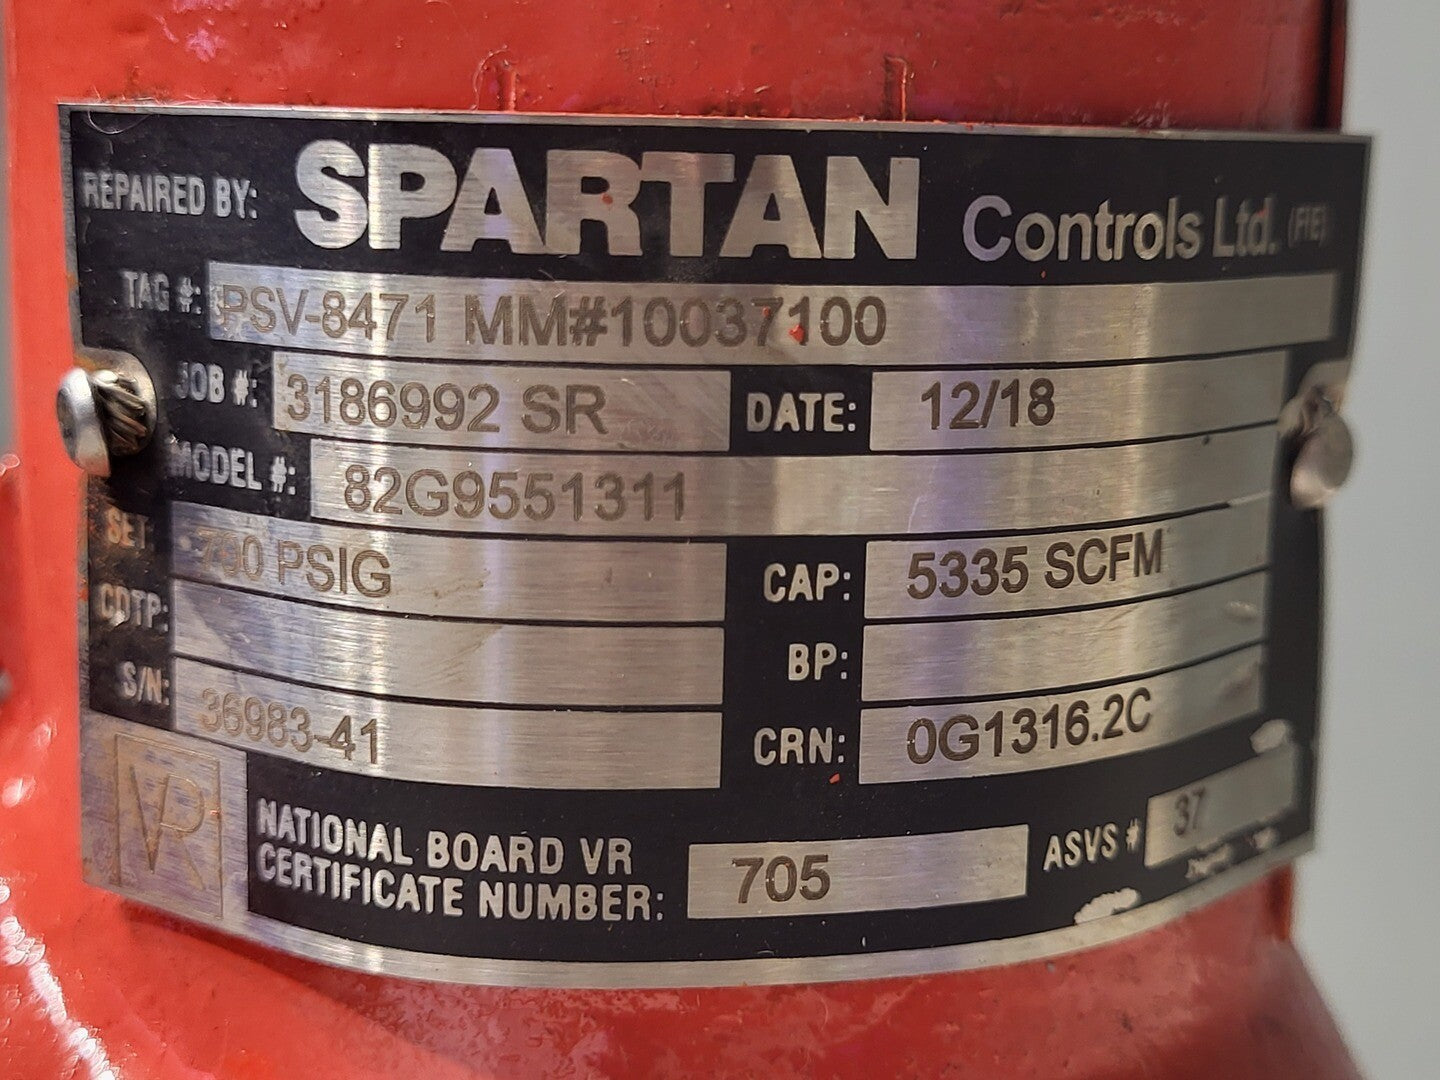 REPAIRED BY: SPARTAN Controls Ltd. (FIE)
TAG #: PSV-8471 MM#10037100
JOB #: 3186992 SR DATE: 12/18
MODEL #: 82G9551311
SET: PSIG CAP: 5335 SCFM
CDTP: BP:
S/N: 36983-41 CRN: 0G1316.2C
VR
NATIONAL BOARD VR
CERTIFICATE NUMBER: 705 ASVS # 37